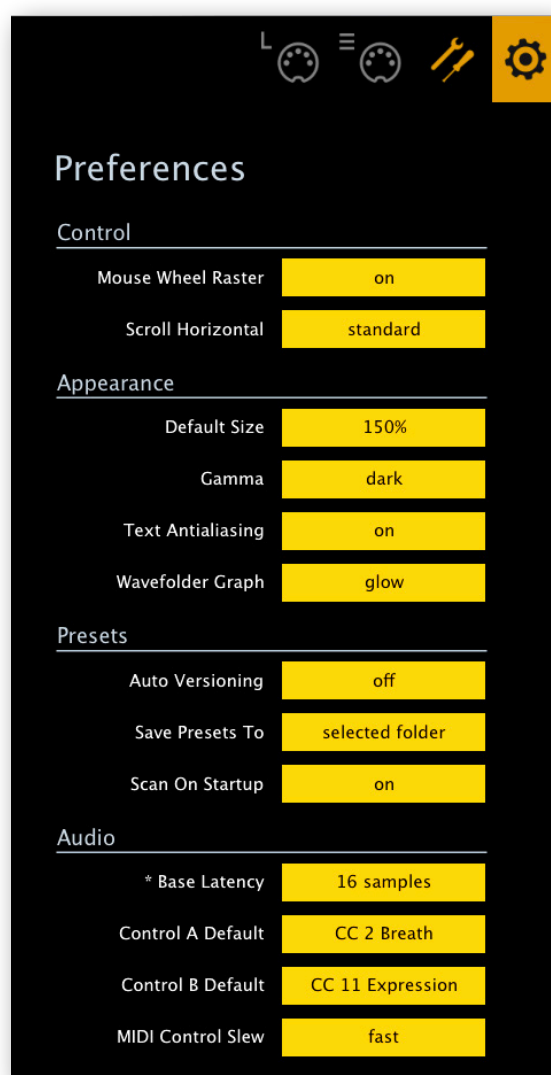 L
Preferences
Control
Mouse Wheel Raster on
Scroll Horizontal standard
Appearance
Default Size 150%
Gamma dark
Text Antialiasing on
Wavefolder Graph glow
Presets
Auto Versioning off
Save Presets To selected folder
Scan On Startup on
Audio
* Base Latency 16 samples
Control A Default CC 2 Breath
Control B Default CC 11 Expression
MIDI Control Slew fast